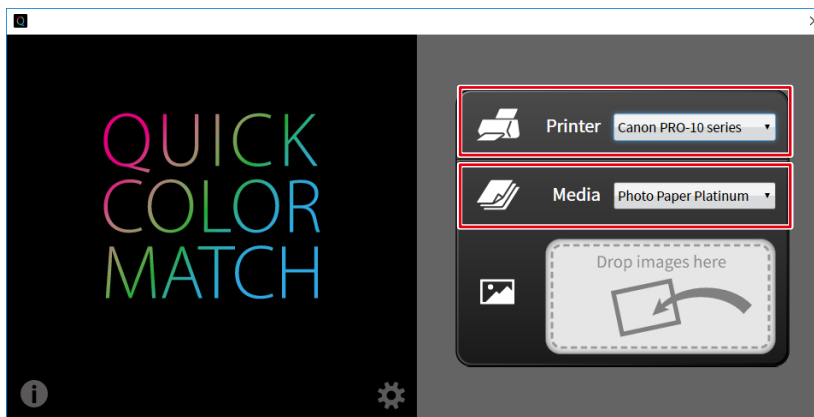 Q
QUICK
COLOR
MATCH
Printer
Canon PRO-10 series
Media
Photo Paper Platinum
Drop images here